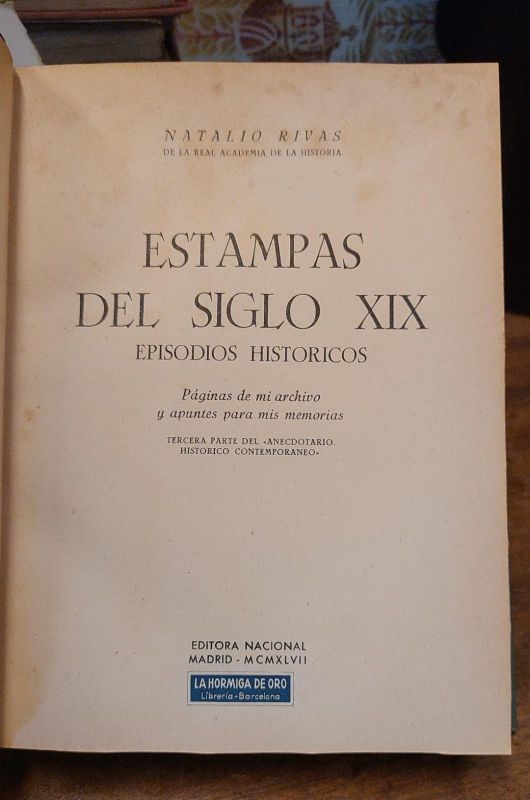 NATALIO RIVAS
DE LA REAL ACADEMIA DE LA HISTORIA
ESTAMPAS
DEL SIGLO XIX
EPISODIOS HISTORICOS
Páginas de mi archivo
y apuntes para mis memorias
TERCERA PARTE DEL «ANECDOTARIO
HISTORICO CONTEMPORANEO»
EDITORA NACIONAL
MADRID - MCMXLVII
LA HORMIGA DE ORO
Librería-Barcelona